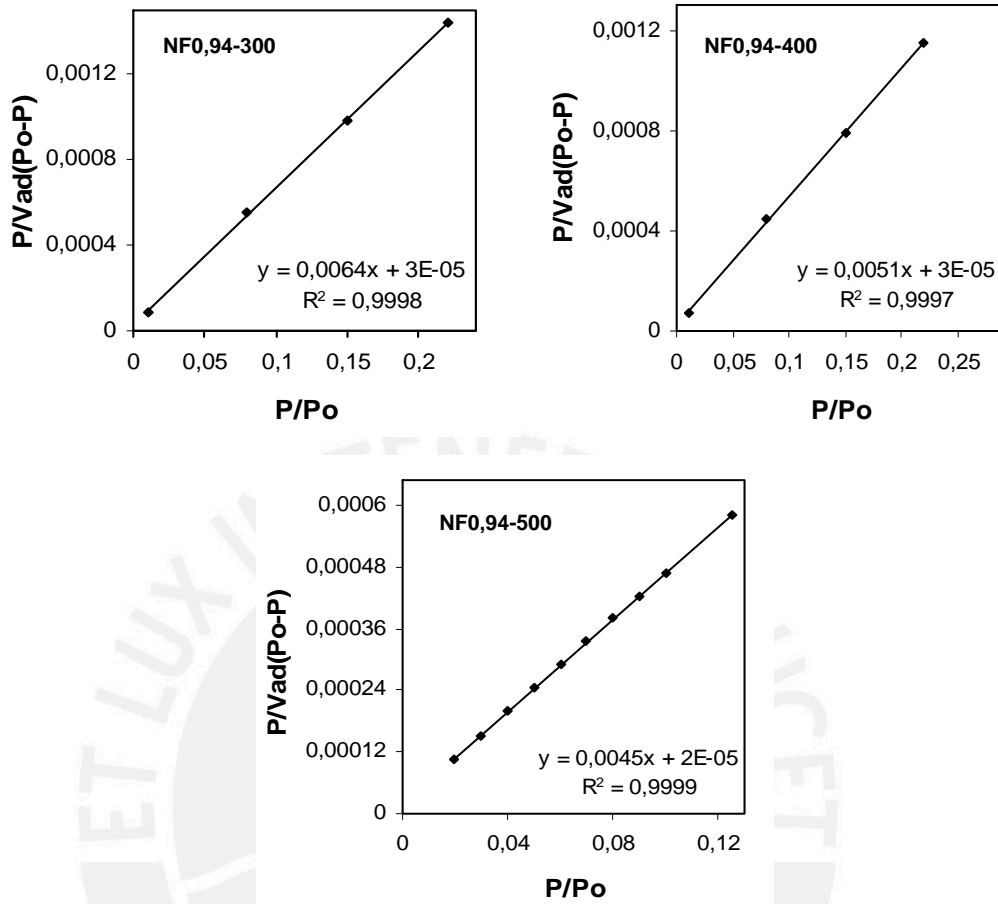 NF0,94-300
P/Vad(Po-P)
0,0012
0,0008
0,0004
0
y = 0,0064x + 3E-05
R² = 0,9998
0 0,05 0,1 0,15 0,2
P/Po
NF0,94-400
P/Vad(Po-P)
0,0012
0,0008
0,0004
0
y = 0,0051x + 3E-05
R² = 0,9997
0 0,05 0,1 0,15 0,2 0,25
P/Po
NF0,94-500
P/Vad(Po-P)
0,0006
0,00048
0,00036
0,00024
0,00012
0
y = 0,0045x + 2E-05
R² = 0,9999
0 0,04 0,08 0,12
P/Po
ET LUX